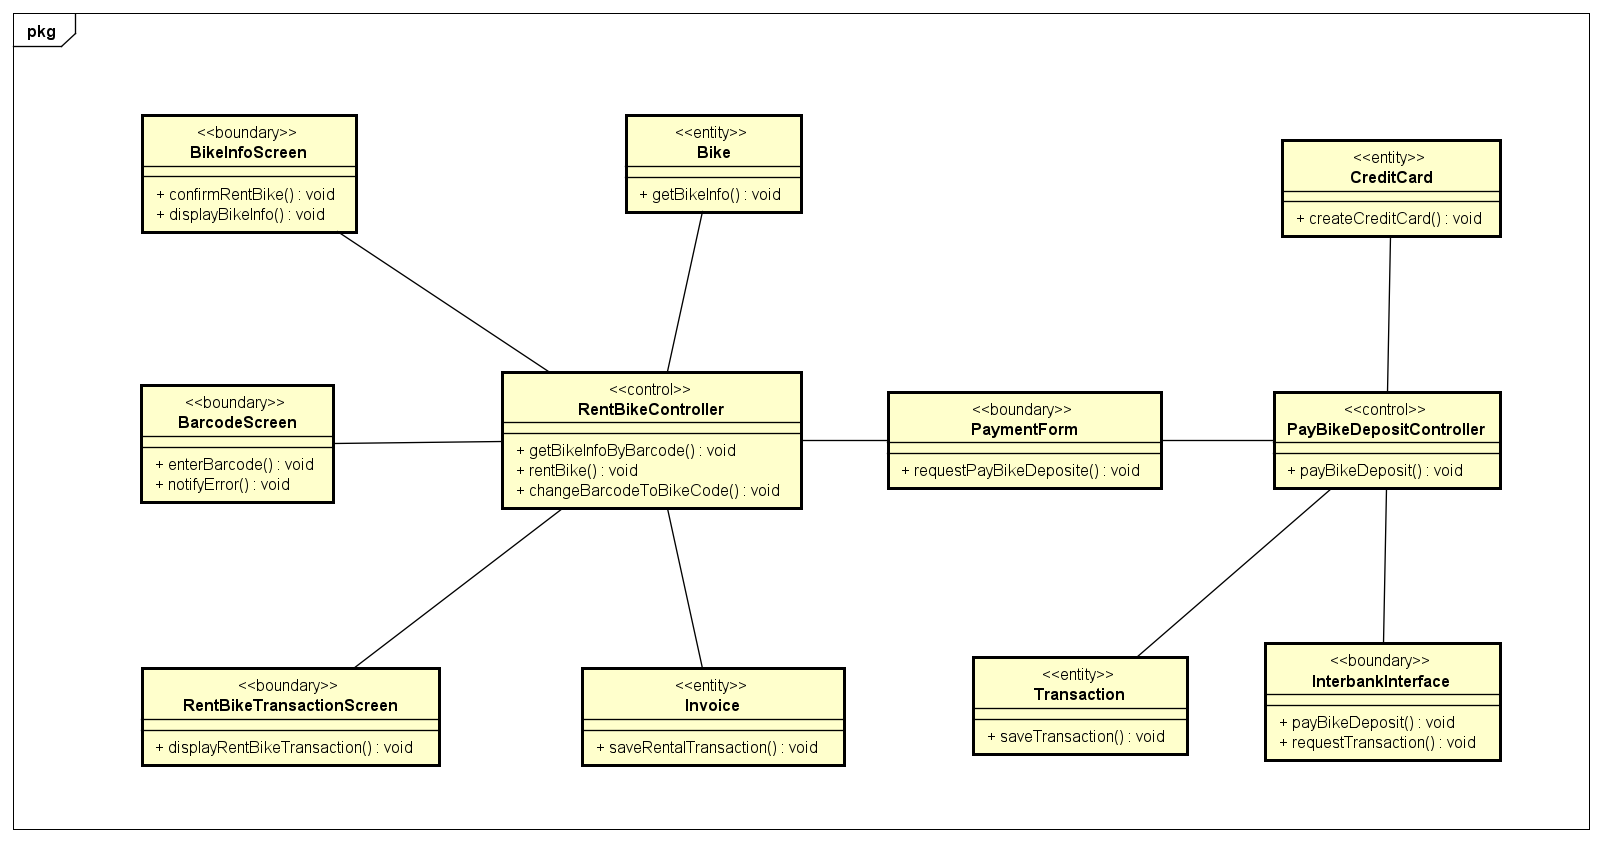 pkg
<<boundary>>
BikeInfoScreen
+ confirmRentBike() : void
+ displayBikeInfo() : void
<<entity>>
Bike
+ getBikeInfo() : void
<<entity>>
CreditCard
+ createCreditCard() : void
<<boundary>>
BarcodeScreen
+ enterBarcode() : void
+ notifyError() : void
<<control>>
RentBikeController
+ getBikeInfoByBarcode() : void
+ rentBike() : void
+ changeBarcodeToBikeCode() : void
<<boundary>>
PaymentForm
+ requestPayBikeDeposite() : void
<<control>>
PayBikeDepositController
+ payBikeDeposit() : void
<<boundary>>
RentBikeTransactionScreen
+ displayRentBikeTransaction() : void
<<entity>>
Invoice
+ saveRentalTransaction() : void
<<entity>>
Transaction
+ saveTransaction() : void
<<boundary>>
InterbankInterface
+ payBikeDeposit() : void
+ requestTransaction() : void